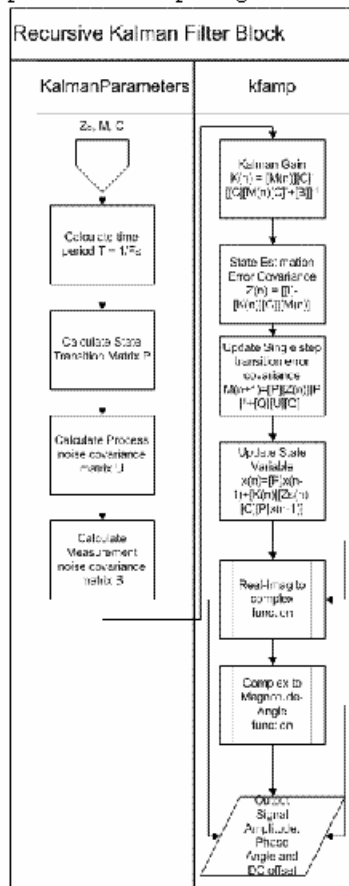 Recursive Kalman Filter Block
KalmanParameters
kfamp
Zs, M, C
Calculate time
period T = 1/Fs
Calculate State
Transition Matrix P
Calculate Process
noise covariance
matrix U
Calculate
Measurement
noise covariance
matrix B
Kalman Gain
K(n) = [M(n)][C]'
[[C][M(n)[C]'+[B]]
State Estimation
Error Covariance
Z(n) = [[I]-
[K(n)][C]][M(n)]
Update Single step
transition error
covariance
M(n+1)=[P][Z(n)][P
]'+[Q][U][Q]'
Update State
Variable
x(n)=[P]x(n-
1)+[K(n)][Zs(n)
[C][P]x(n-1)]
Real-Imag to
complex
function
Complex to
Magnitude-
Angle
function
Output
Signal
Amplitude,
Phase
Angle and
DC offset